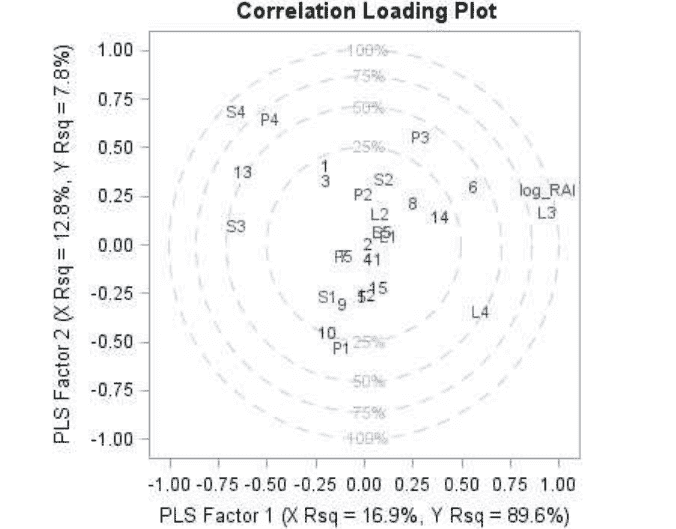 Correlation Loading Plot
PLS Factor 2 (X Rsq = 12.8%, Y Rsq = 7.8%)
1.00
0.75
0.50
0.25
0.00
-0.25
-0.50
-0.75
-1.00
100%
75%
S4
50%
P4
P3
25%
1
13
3
S2
6
log_RAI
P2
8
L2
L3
14
S3
2
S1
15
9
L4
10
25%
P1
50%
75%
100%
-1.00 -0.75 -0.50 -0.25 0.00 0.25 0.50 0.75 1.00
PLS Factor 1 (X Rsq = 16.9%, Y Rsq = 89.6%)